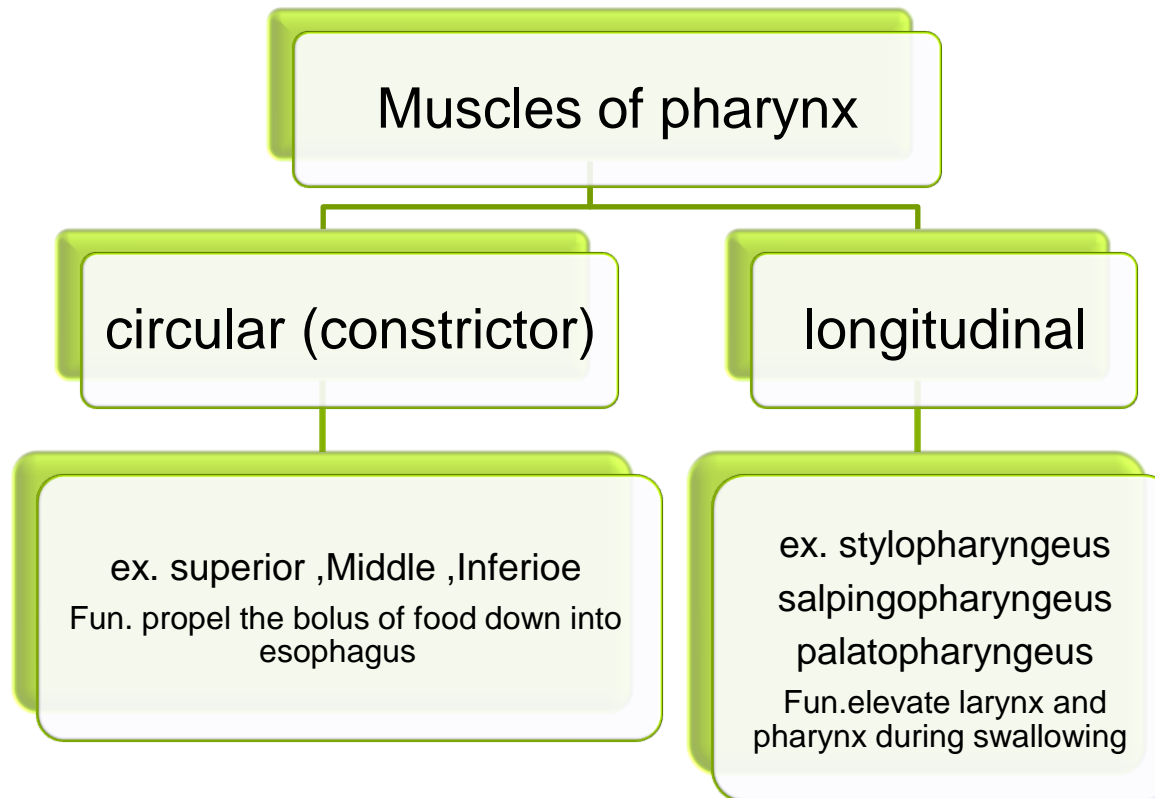 Muscles of pharynx
circular (constrictor)
longitudinal
ex. superior ,Middle ,Inferioe
Fun. propel the bolus of food down into
esophagus
ex. stylopharyngeus
salpingopharyngeus
palatopharyngeus
Fun.elevate larynx and
pharynx during swallowing